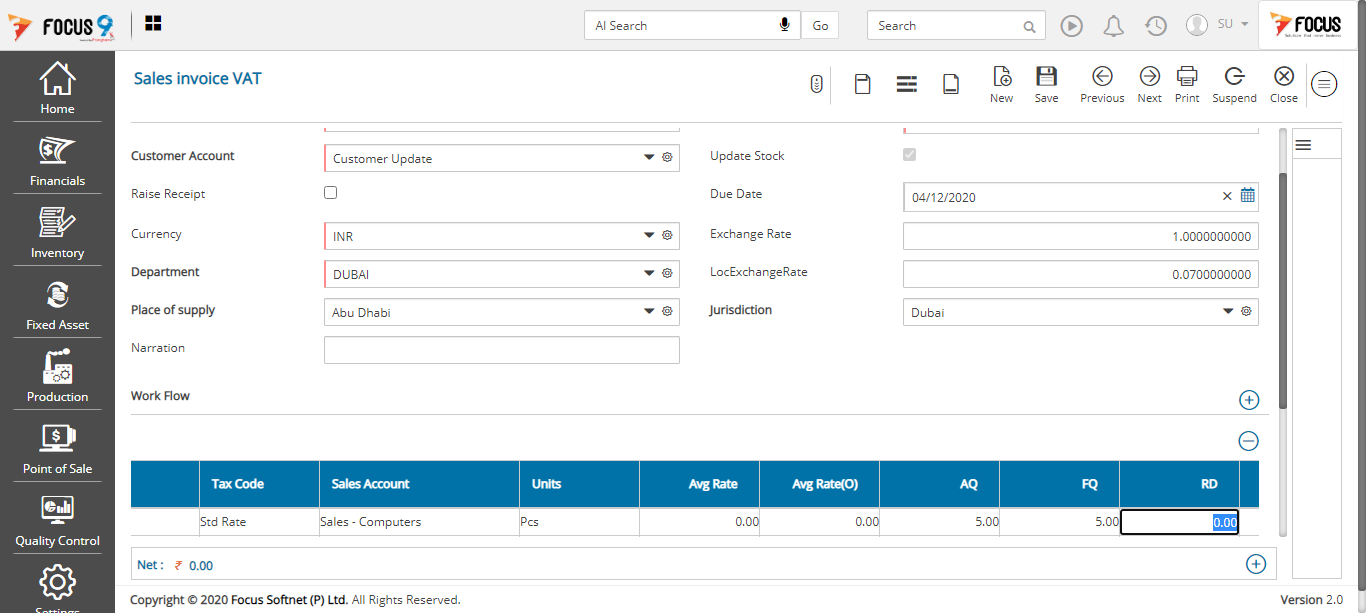 FOCUS 9
AI Search
Go
Search
SU
FOCUS
Home
Financials
Inventory
Fixed Asset
Production
Point of Sale
Quality Control
Settings
Sales invoice VAT
New
Save
Previous
Next
Print
Suspend
Close
Customer Account
Customer Update
Update Stock
Raise Receipt
Due Date
04/12/2020
Currency
INR
Exchange Rate
1.0000000000
Department
DUBAI
LocExchangeRate
0.0700000000
Place of supply
Abu Dhabi
Jurisdiction
Dubai
Narration
Work Flow
Tax Code Sales Account Units Avg Rate Avg Rate(O) AQ FQ RD
Std Rate Sales - Computers Pcs 0.00 0.00 5.00 5.00 0.00
Net : ₹ 0.00
Copyright © 2020 Focus Softnet (P) Ltd. All Rights Reserved.
Version 2.0